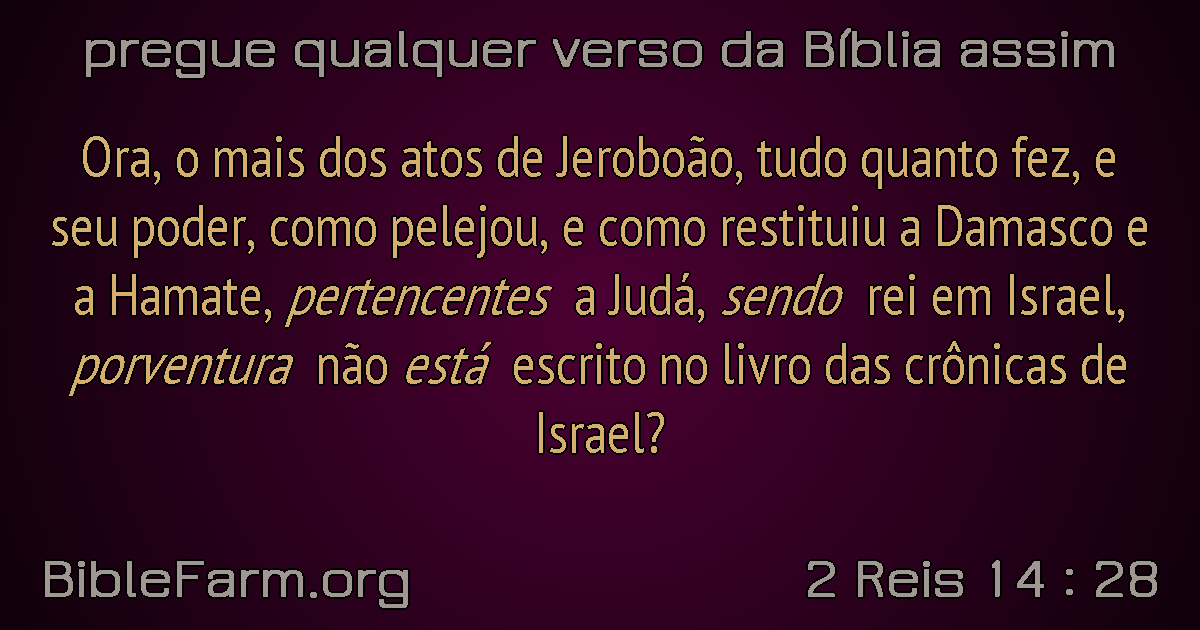 pregue qualquer verso da Bíblia assim
Ora, o mais dos atos de Jeroboão, tudo quanto fez, e
seu poder, como pelejou, e como restituiu a Damasco e
a Hamate, pertencentes a Judá, sendo rei em Israel,
porventura não está escrito no livro das crônicas de
Israel?
BibleFarm.org
2 Reis 14 : 28